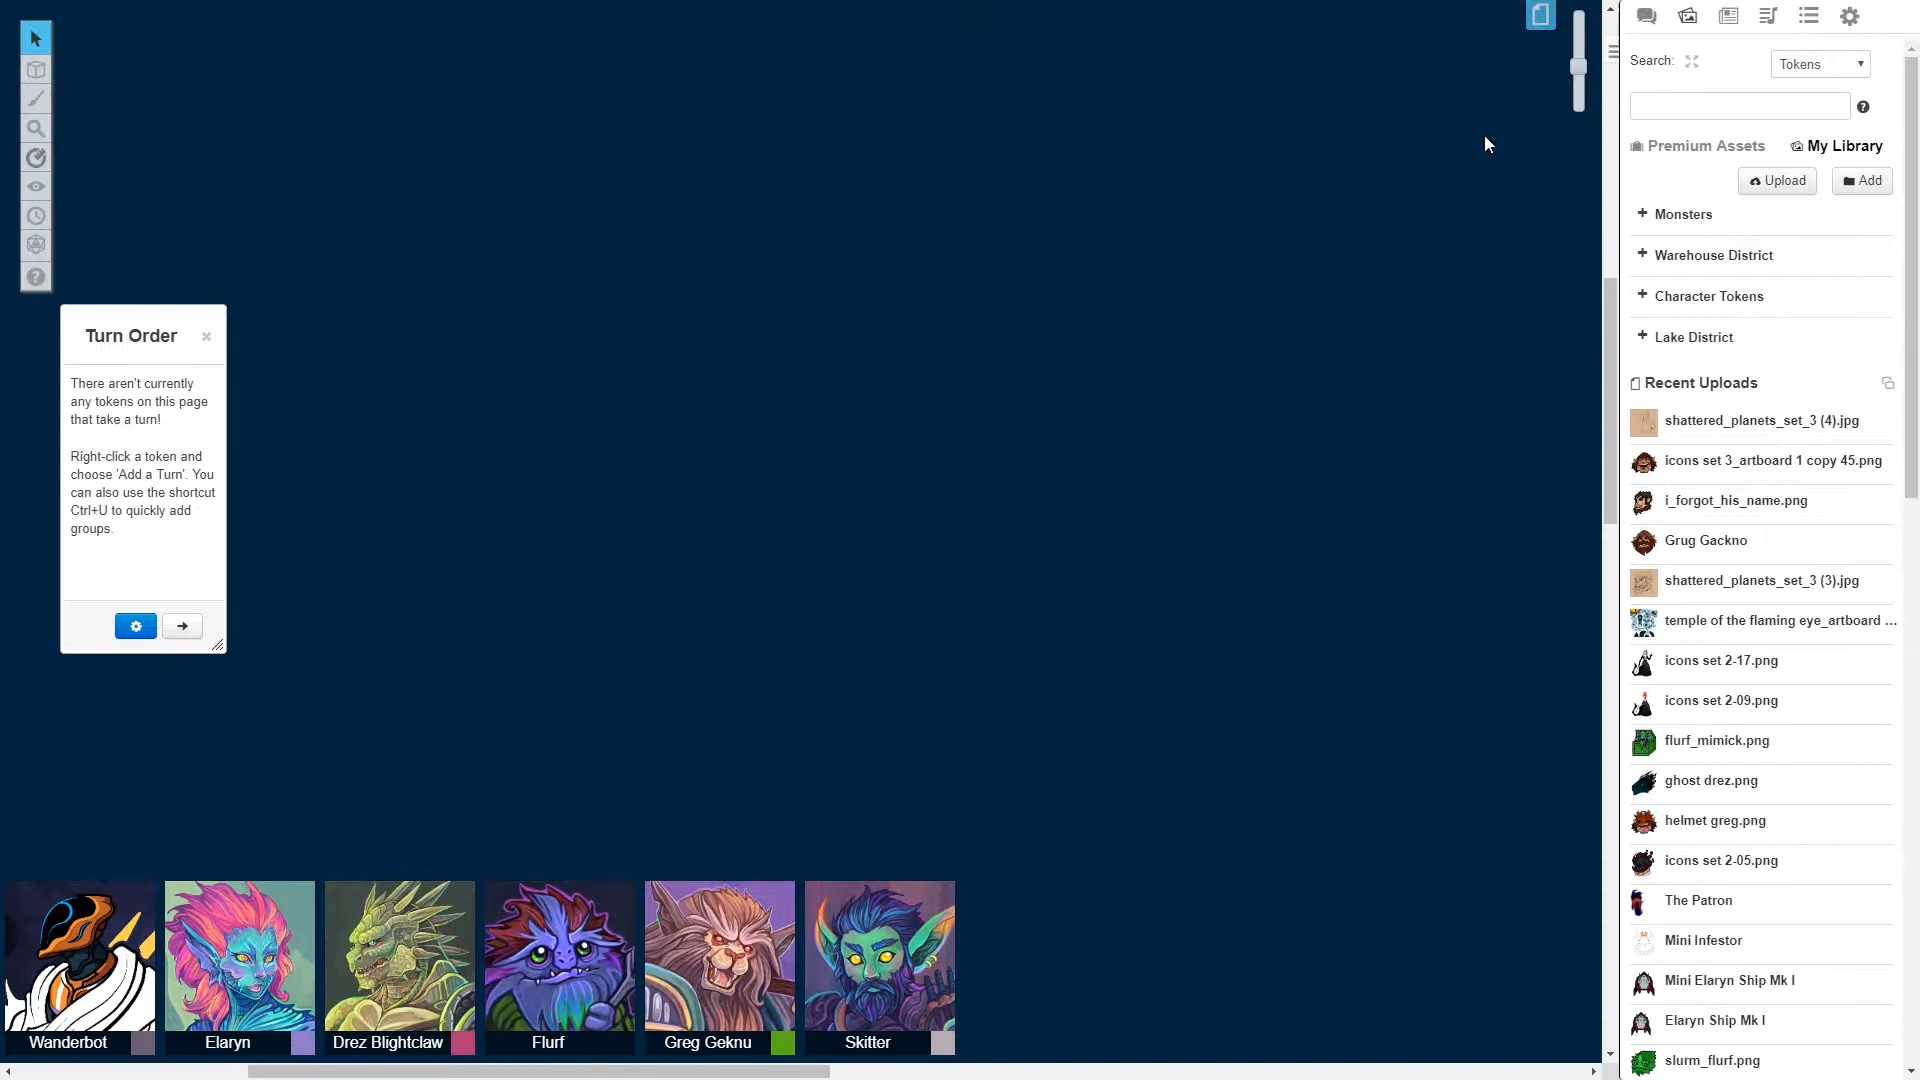 Search:
Tokens
Premium Assets
My Library
Upload
Add
Monsters
Warehouse District
Character Tokens
Lake District
Recent Uploads
shattered_planets_set_3 (4).jpg
icons set 3_artboard 1 copy 45.png
i_forgot_his_name.png
Grug Gackno
shattered_planets_set_3 (3).jpg
temple of the flaming eye_artboard ...
icons set 2-17.png
icons set 2-09.png
flurf_mimick.png
ghost drez.png
helmet greg.png
icons set 2-05.png
The Patron
Mini Infestor
Mini Elaryn Ship Mk I
Elaryn Ship Mk I
slurm_flurf.png
Turn Order
There aren't currently
any tokens on this page
that take a turn!
Right-click a token and
choose 'Add a Turn'. You
can also use the shortcut
Ctrl+U to quickly add
groups.
Wanderbot
Elaryn
Drez Blightclaw
Flurf
Greg Geknu
Skitter